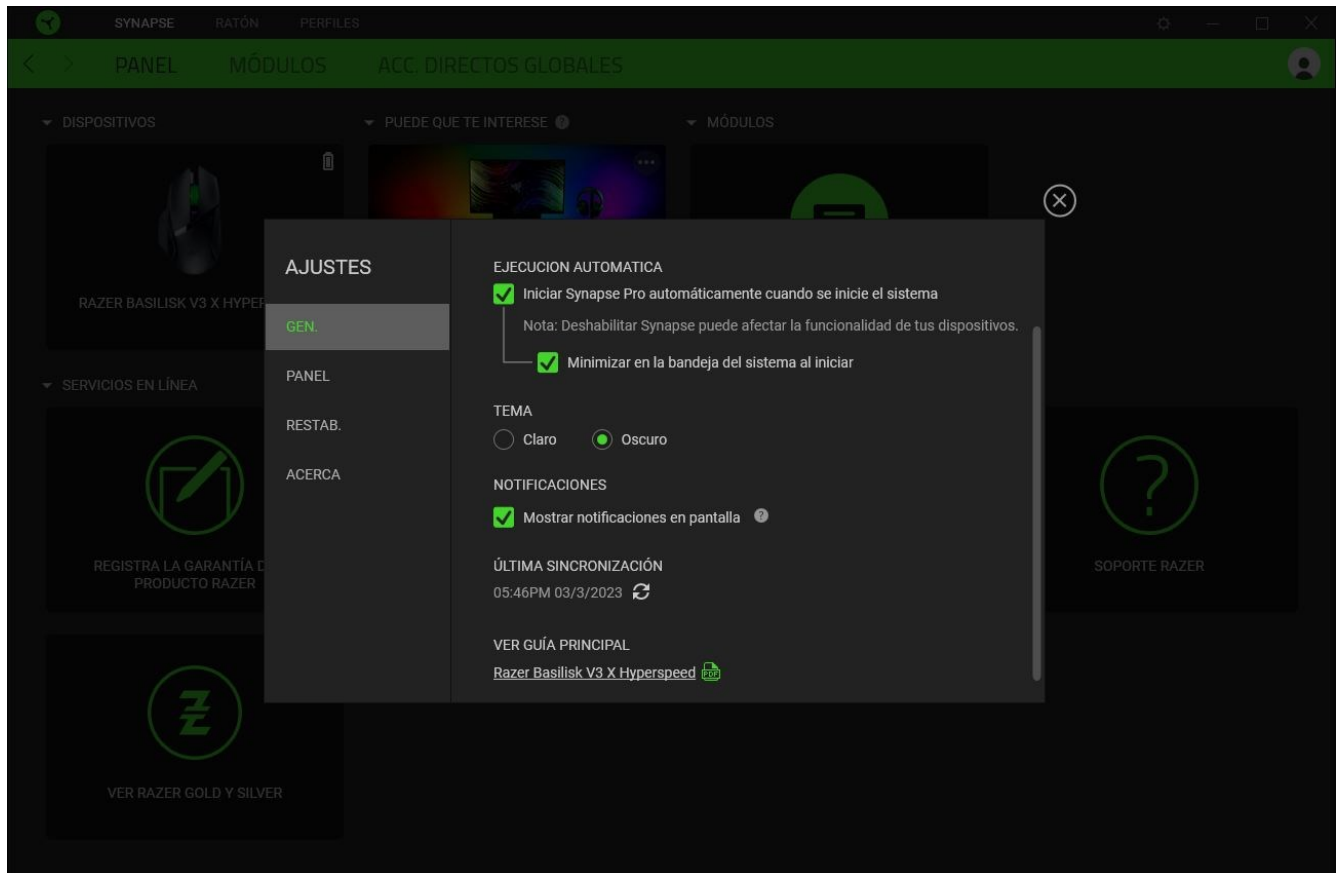 SYNAPSE RATÓN PERFILES
PANEL MÓDULOS ACC. DIRECTOS GLOBALES
DISPOSITIVOS
PUEDE QUE TE INTERESE
MÓDULOS
RAZER BASILISK V3 X
SERVICIOS EN LÍNEA
REGISTRA LA GARANTÍA
PRODUCTO RAZER
VER RAZER GOLD Y SILVER
SOPORTE RAZER
AJUSTES
GEN.
PANEL
RESTAB.
ACERCA
EJECUCION AUTOMATICA
Iniciar Synapse Pro automáticamente cuando se inicie el sistema
Nota: Deshabilitar Synapse puede afectar la funcionalidad de tus dispositivos.
Minimizar en la bandeja del sistema al iniciar
TEMA
Claro Oscuro
NOTIFICACIONES
Mostrar notificaciones en pantalla
ÚLTIMA SINCRONIZACIÓN
05:46PM 03/3/2023
VER GUÍA PRINCIPAL
Razer Basilisk V3 X Hyperspeed
PDF